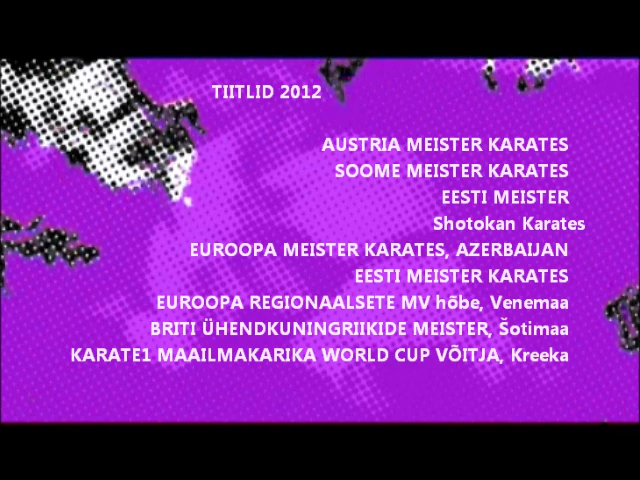 TIITLID 2012
AUSTRIA MEISTER KARATES
SOOME MEISTER KARATES
EESTI MEISTER
Shotokan Karates
EUROOPA MEISTER KARATES, AZERBAIJAN
EESTI MEISTER KARATES
EUROOPA REGIONAALSETE MV hõbe, Venemaa
BRITI ÜHENDKUNINGRIIKIDE MEISTER, Šotimaa
KARATE1 MAAILMAKARIKA WORLD CUP VÕITJA, Kreeka